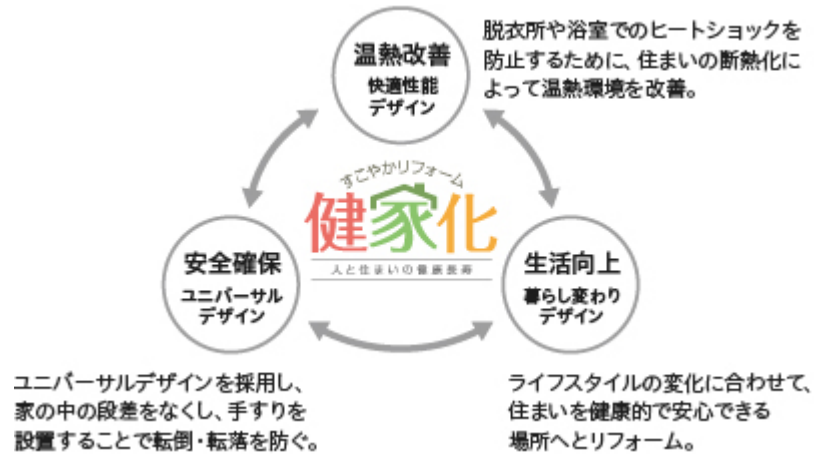 温熱改善
快適性能
デザイン
脱衣所や浴室でのヒートショックを
防止するために、住まいの断熱化に
よって温熱環境を改善。
すこやかリフォーム
健家化
人と住まいの健康長寿
安全確保
ユニバーサル
デザイン
生活向上
暮らし変わり
デザイン
ユニバーサルデザインを採用し、
家の中の段差をなくし、手すりを
設置することで転倒・転落を防ぐ。
ライフスタイルの変化に合わせて、
住まいを健康的で安心できる
場所へとリフォーム。